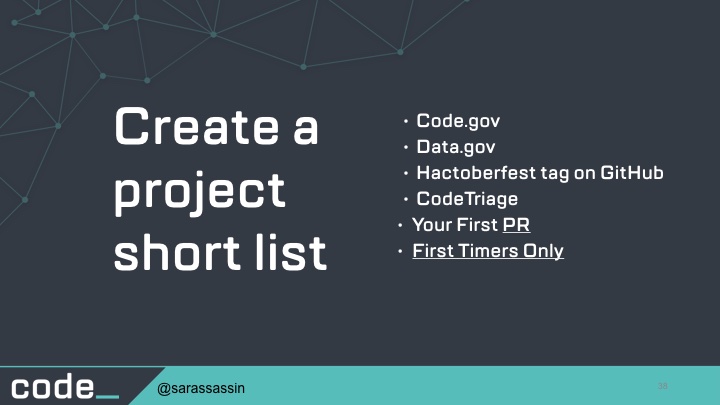 Create a
project
short list
• Code.gov
• Data.gov
• Hactoberfest tag on GitHub
• CodeTriage
• Your First PR
• First Timers Only
code_
@sarassassin